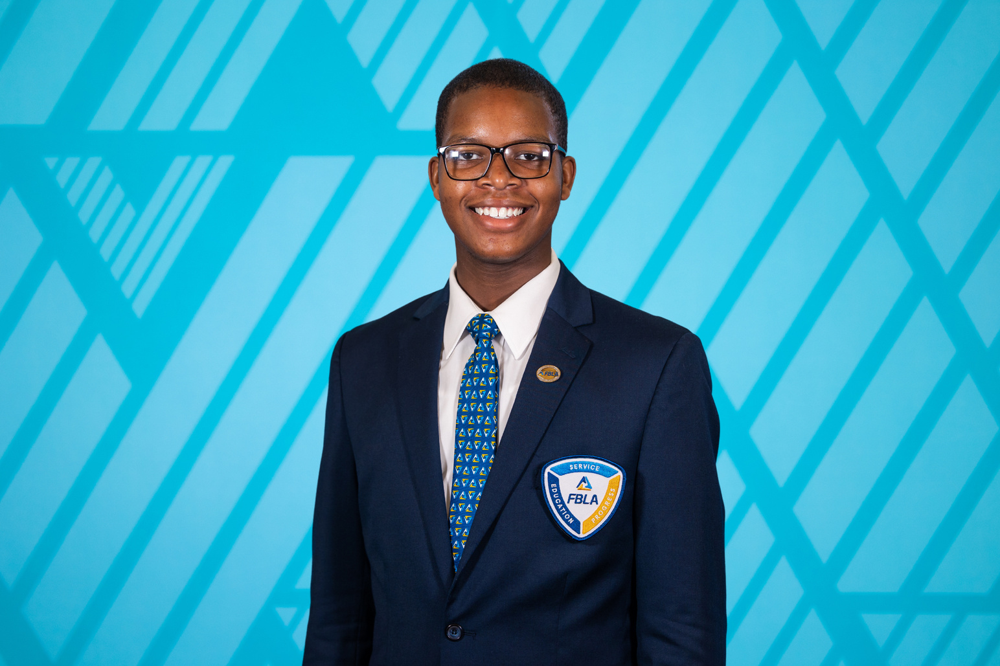 FBLA
SERVICE
EDUCATION
FBLA
PROGRESS